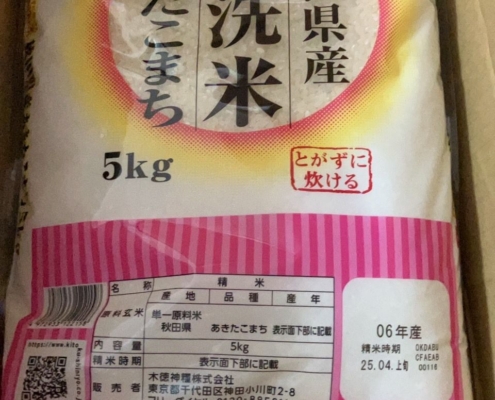 県産
洗米
たこまち
5kg
とがずに
炊ける
名称 精米
原料玄米 産地 品種 産年
単一原料米
秋田県 あきたこまち 表示面下部に記載
内容量 5kg
精米時期 表示面下部に記載
販売者 木徳神糧株式会社
東京都千代田区神田小川町2-8
06年産
精米時期
25.04.上旬
OKDABU
CFAEAB
00116